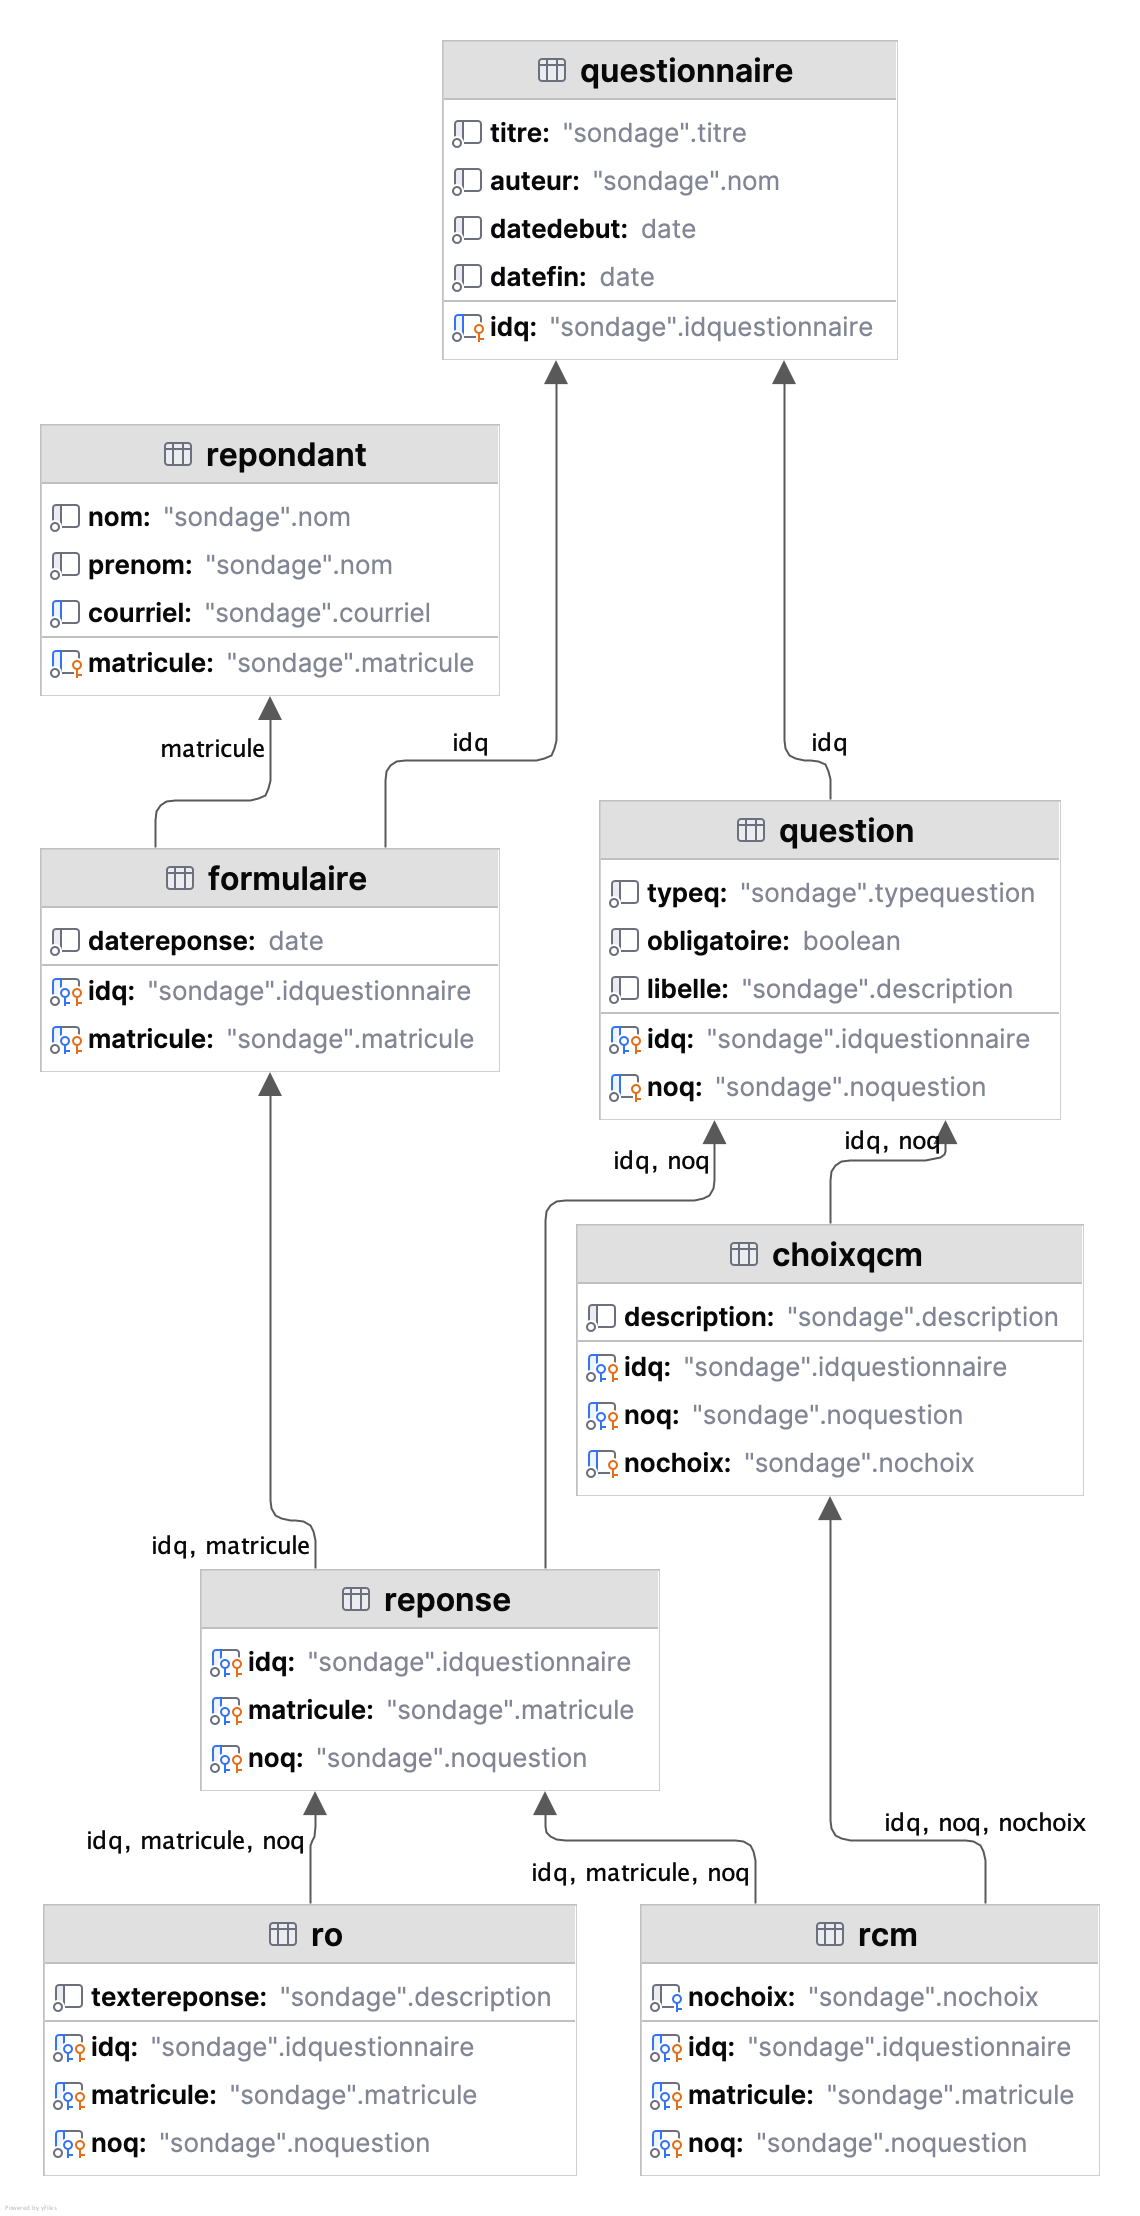 questionnaire
titre: "sondage".titre
auteur: "sondage".nom
datedebut: date
datefin: date
idq: "sondage".idquestionnaire
repondant
nom: "sondage".nom
prenom: "sondage".nom
courriel: "sondage".courriel
matricule: "sondage".matricule
matricule
idq
idq
formulaire
datereponse: date
idq: "sondage".idquestionnaire
matricule: "sondage".matricule
question
typeq: "sondage".typequestion
obligatoire: boolean
libelle: "sondage".description
idq: "sondage".idquestionnaire
noq: "sondage".noquestion
idq, noq
idq, noq
choixqcm
description: "sondage".description
idq: "sondage".idquestionnaire
noq: "sondage".noquestion
nochoix: "sondage".nochoix
idq, matricule
reponse
idq: "sondage".idquestionnaire
matricule: "sondage".matricule
noq: "sondage".noquestion
idq, matricule, noq
idq, matricule, noq
idq, noq, nochoix
ro
textereponse: "sondage".description
idq: "sondage".idquestionnaire
matricule: "sondage".matricule
noq: "sondage".noquestion
rcm
nochoix: "sondage".nochoix
idq: "sondage".idquestionnaire
matricule: "sondage".matricule
noq: "sondage".noquestion
Powered by yFiles